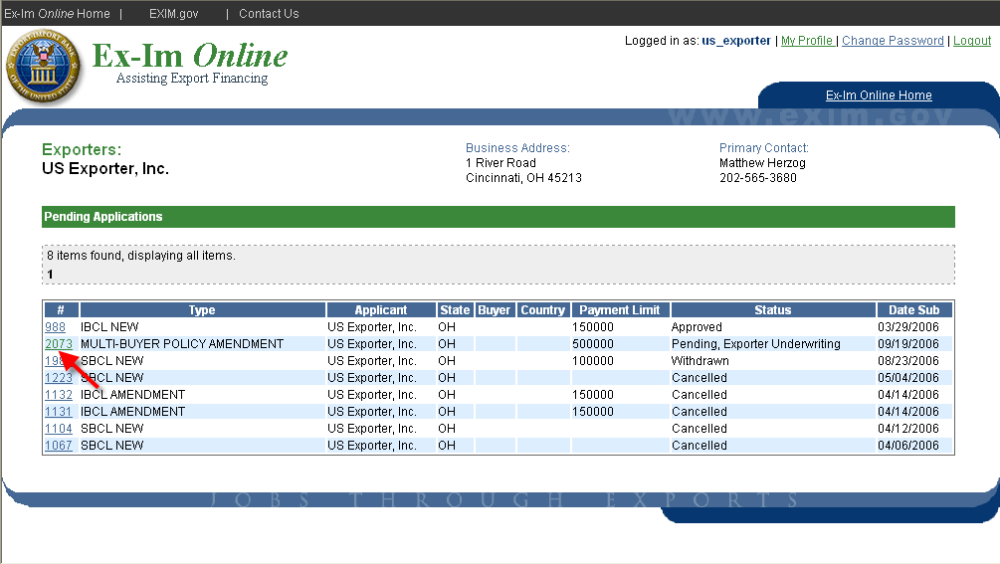 Ex-Im Online Home | EXIM.gov | Contact Us
Logged in as: us_exporter | My Profile | Change Password | Logout
EXPORT-IMPORT BANK
OF THE UNITED STATES
Ex-Im Online
Assisting Export Financing
Ex-Im Online Home
www.exim.gov
Exporters:
US Exporter, Inc.
Business Address:
1 River Road
Cincinnati, OH 45213
Primary Contact:
Matthew Herzog
202-565-3680
Pending Applications
8 items found, displaying all items.
1
# Type Applicant State Buyer Country Payment Limit Status Date Sub
988 IBCL NEW US Exporter, Inc. OH 150000 Approved 03/29/2006
2073 MULTI-BUYER POLICY AMENDMENT US Exporter, Inc. OH 500000 Pending, Exporter Underwriting 09/19/2006
SBCL NEW US Exporter, Inc. OH 100000 Withdrawn 08/23/2006
1223 SBCL NEW US Exporter, Inc. OH Cancelled 05/04/2006
1132 IBCL AMENDMENT US Exporter, Inc. OH 150000 Cancelled 04/14/2006
1131 IBCL AMENDMENT US Exporter, Inc. OH 150000 Cancelled 04/14/2006
1104 SBCL NEW US Exporter, Inc. OH Cancelled 04/12/2006
1067 SBCL NEW US Exporter, Inc. OH Cancelled 04/06/2006
JOBS THROUGH EXPORTS